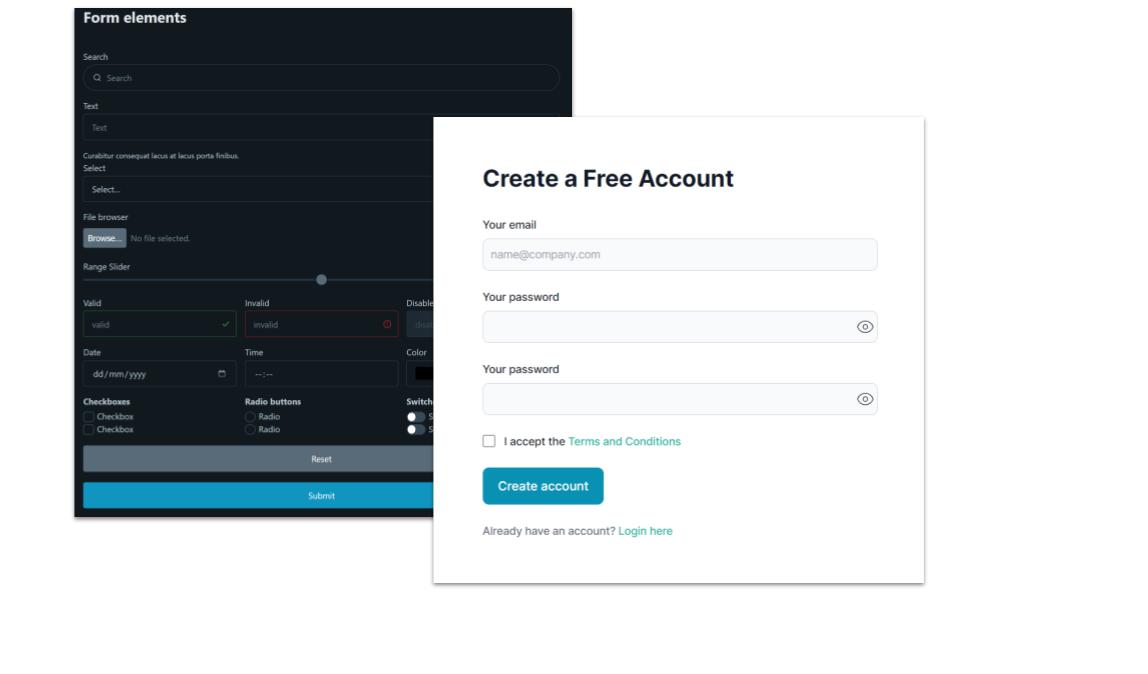 Form elements
Search
Search
Text
Text
Curabitur consequat lacus at lacus porta finibus.
Select
Select...
File browser
Browse... No file selected.
Range Slider
Valid Invalid Disable
valid invalid disa
Date Time Color
dd/mm/yyyy --:--
Checkboxes Radio buttons Switch
Checkbox Radio S
Checkbox Radio S
Reset
Submit
Create a Free Account
Your email
name@company.com
Your password
Your password
I accept the Terms and Conditions
Create account
Already have an account? Login here